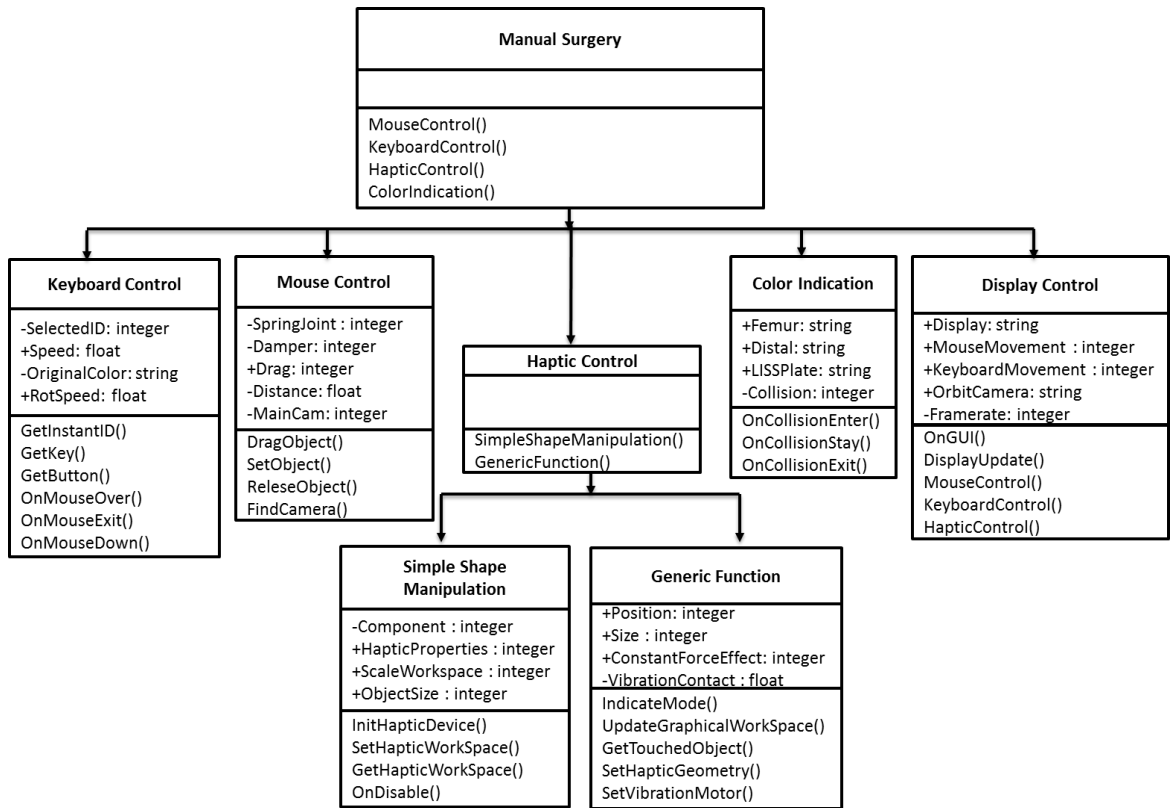 Manual Surgery
MouseControl()
KeyboardControl()
HapticControl()
ColorIndication()
Keyboard Control
-SelectedID: integer
+Speed: float
-OriginalColor: string
+RotSpeed: float
GetInstantID()
GetKey()
GetButton()
OnMouseOver()
OnMouseExit()
OnMouseDown()
Mouse Control
-SpringJoint : integer
-Damper: integer
+Drag: integer
-Distance: float
-MainCam: integer
DragObject()
SetObject()
ReleseObject()
FindCamera()
Haptic Control
SimpleShapeManipulation()
GenericFunction()
Color Indication
+Femur: string
+Distal: string
+LISSPlate: string
-Collision: integer
OnCollisionEnter()
OnCollisionStay()
OnCollisionExit()
Display Control
+Display: string
+MouseMovement : integer
+KeyboardMovement : integer
+OrbitCamera: string
-Framerate: integer
OnGUI()
DisplayUpdate()
MouseControl()
KeyboardControl()
HapticControl()
Simple Shape
Manipulation
-Component : integer
+HapticProperties : integer
+ScaleWorkspace : integer
+ObjectSize : integer
InitHapticDevice()
SetHapticWorkSpace()
GetHapticWorkSpace()
OnDisable()
Generic Function
+Position: integer
+Size : integer
+ConstantForceEffect: integer
-VibrationContact : float
IndicateMode()
UpdateGraphicalWorkSpace()
GetTouchedObject()
SetHapticGeometry()
SetVibrationMotor()